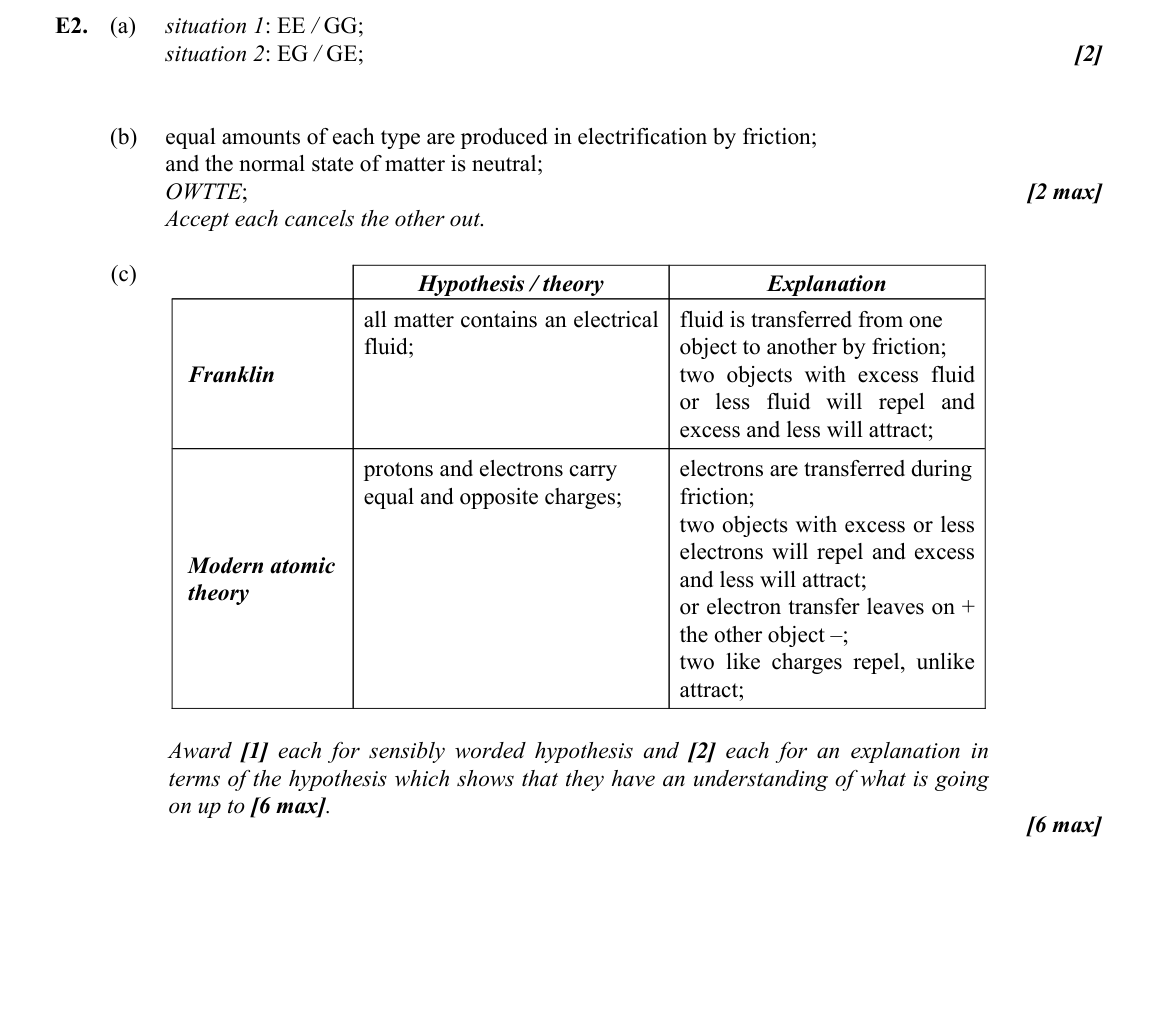 E2. (a) situation 1: EE / GG;
situation 2: EG / GE; [2]
(b) equal amounts of each type are produced in electrification by friction;
and the normal state of matter is neutral;
OWTTE; [2 max]
Accept each cancels the other out.
(c)
Hypothesis / theory Explanation
Franklin
all matter contains an electrical
fluid;
fluid is transferred from one
object to another by friction;
two objects with excess fluid
or less fluid will repel and
excess and less will attract;
Modern atomic
theory
protons and electrons carry
equal and opposite charges;
electrons are transferred during
friction;
two objects with excess or less
electrons will repel and excess
and less will attract;
or electron transfer leaves on +
the other object –;
two like charges repel, unlike
attract;
Award [1] each for sensibly worded hypothesis and [2] each for an explanation in
terms of the hypothesis which shows that they have an understanding of what is going
on up to [6 max].
[6 max]